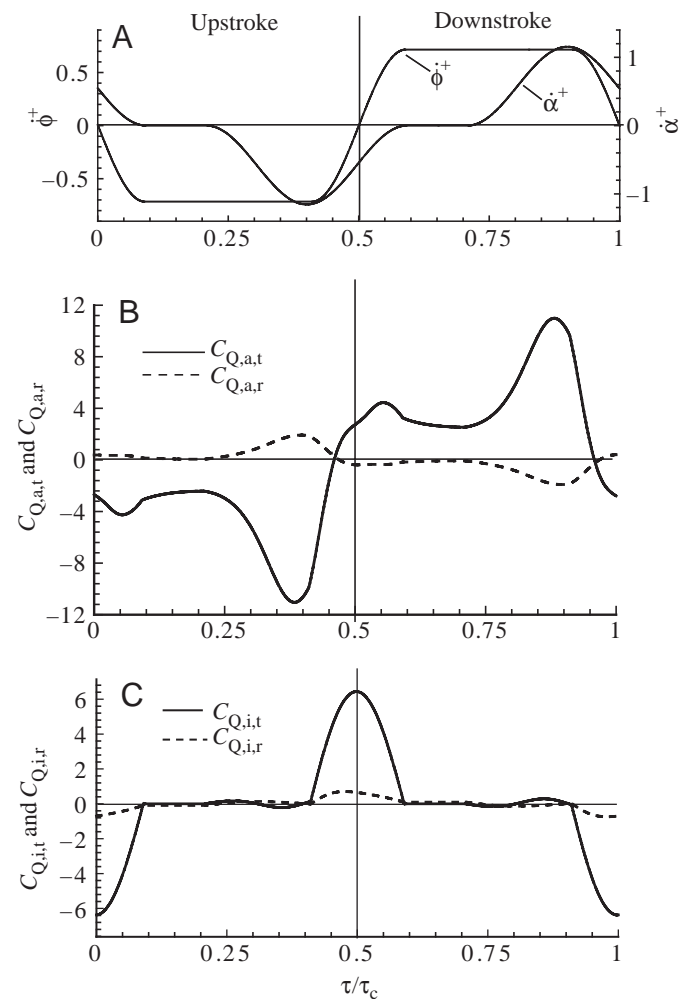 A
Upstroke
Downstroke
0.5
0
−0.5
1
0
−1
ϕ̇⁺
α̇⁺
ϕ̇⁺
α̇⁺
0
0.25
0.5
0.75
1
B
C_Q,a,t
C_Q,a,r
12
8
4
0
−4
−8
−12
C_Q,a,t and C_Q,a,r
0
0.25
0.5
0.75
1
C
C_Q,i,t
C_Q,i,r
6
4
2
0
−2
−4
−6
C_Q,i,t and C_Q,i,r
0
0.25
0.5
0.75
1
τ/τ_c